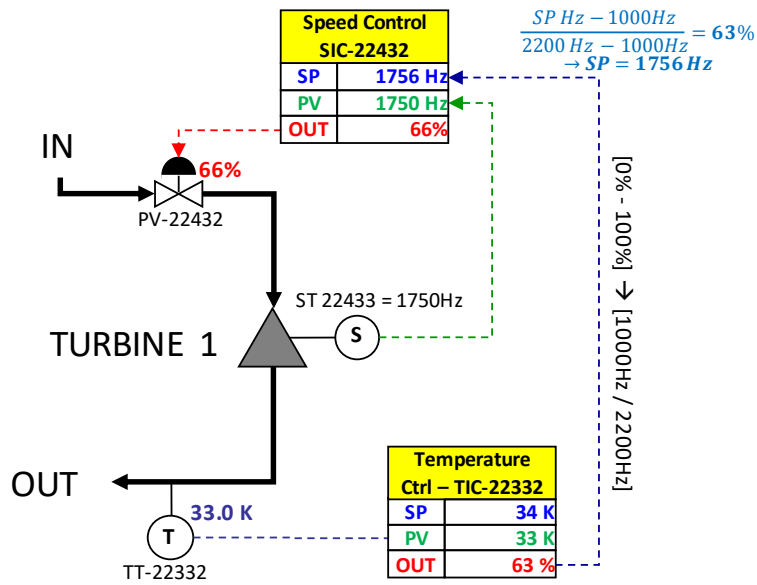 Speed Control
SIC-22432
SP 1756 Hz
PV 1750 Hz
OUT 66%
SP Hz − 1000Hz
2200 Hz − 1000Hz
= 63%
→ SP = 1756 Hz
IN
66%
PV-22432
ST 22433 = 1750Hz
S
TURBINE 1
[0% - 100%] → [1000Hz / 2200Hz]
OUT
33.0 K
T
TT-22332
Temperature
Ctrl – TIC-22332
SP 34 K
PV 33 K
OUT 63 %